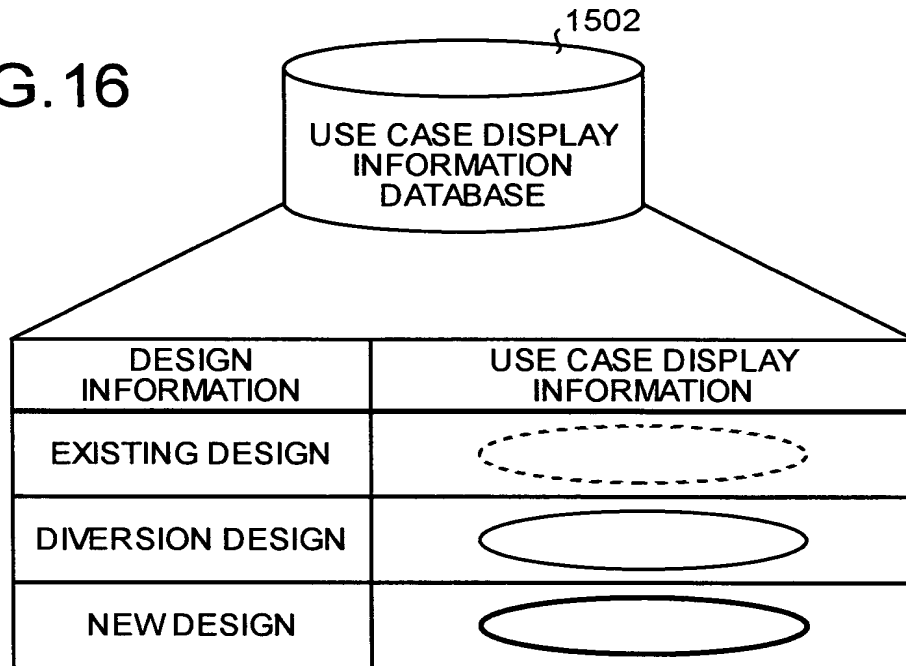 G.16
1502
USE CASE DISPLAY
INFORMATION
DATABASE
DESIGN
INFORMATION
USE CASE DISPLAY
INFORMATION
EXISTING DESIGN
DIVERSION DESIGN
NEW DESIGN